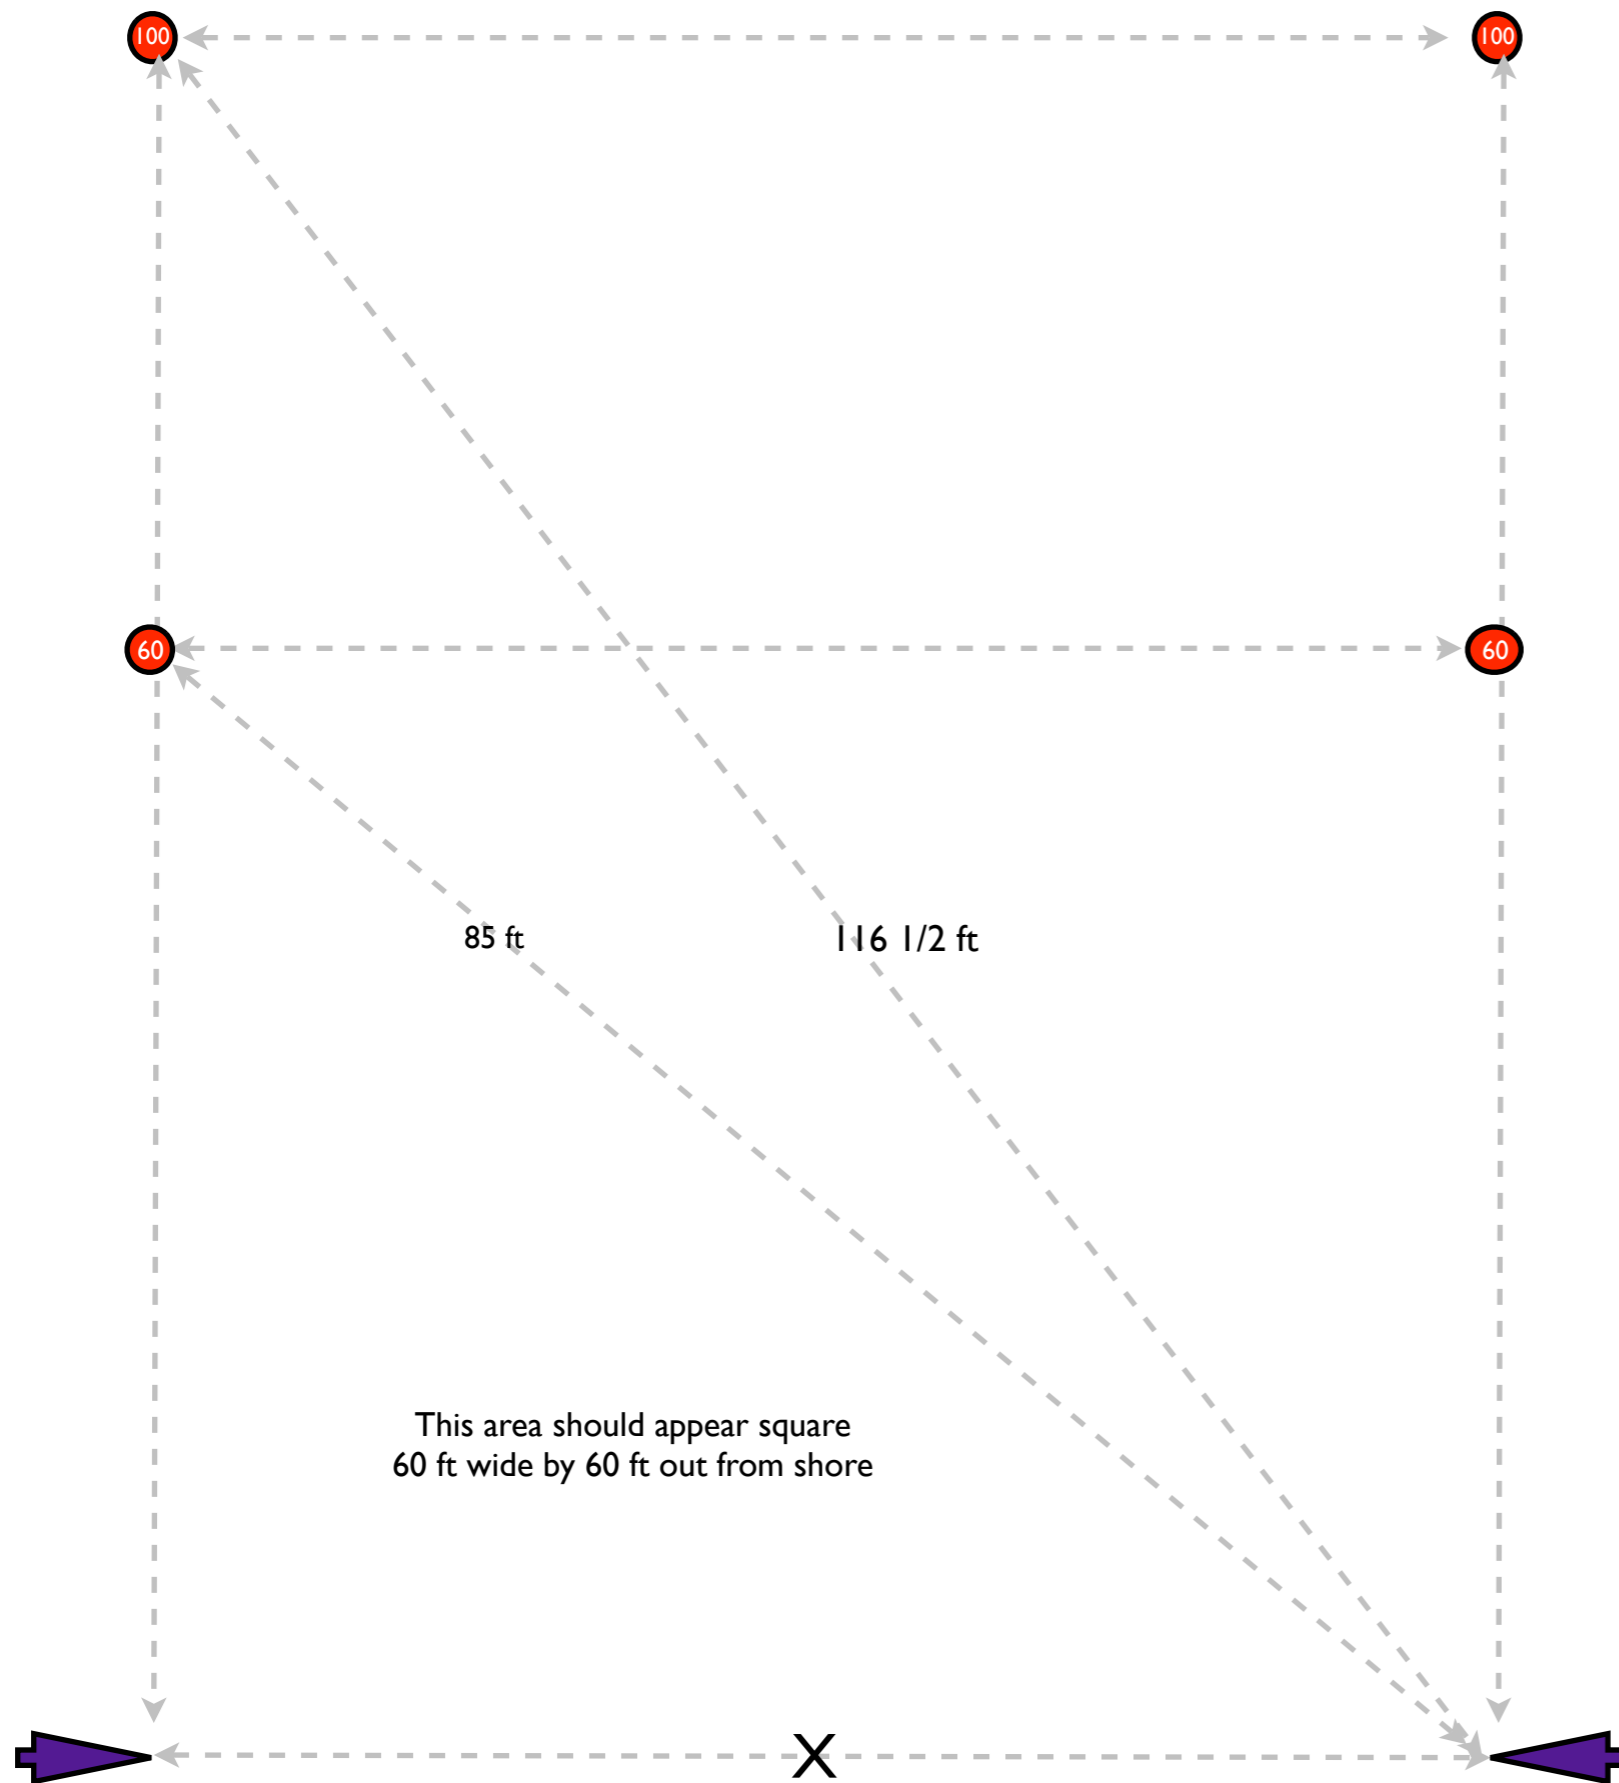 100 100
60 60
85 ft 116 1/2 ft
This area should appear square
60 ft wide by 60 ft out from shore
X